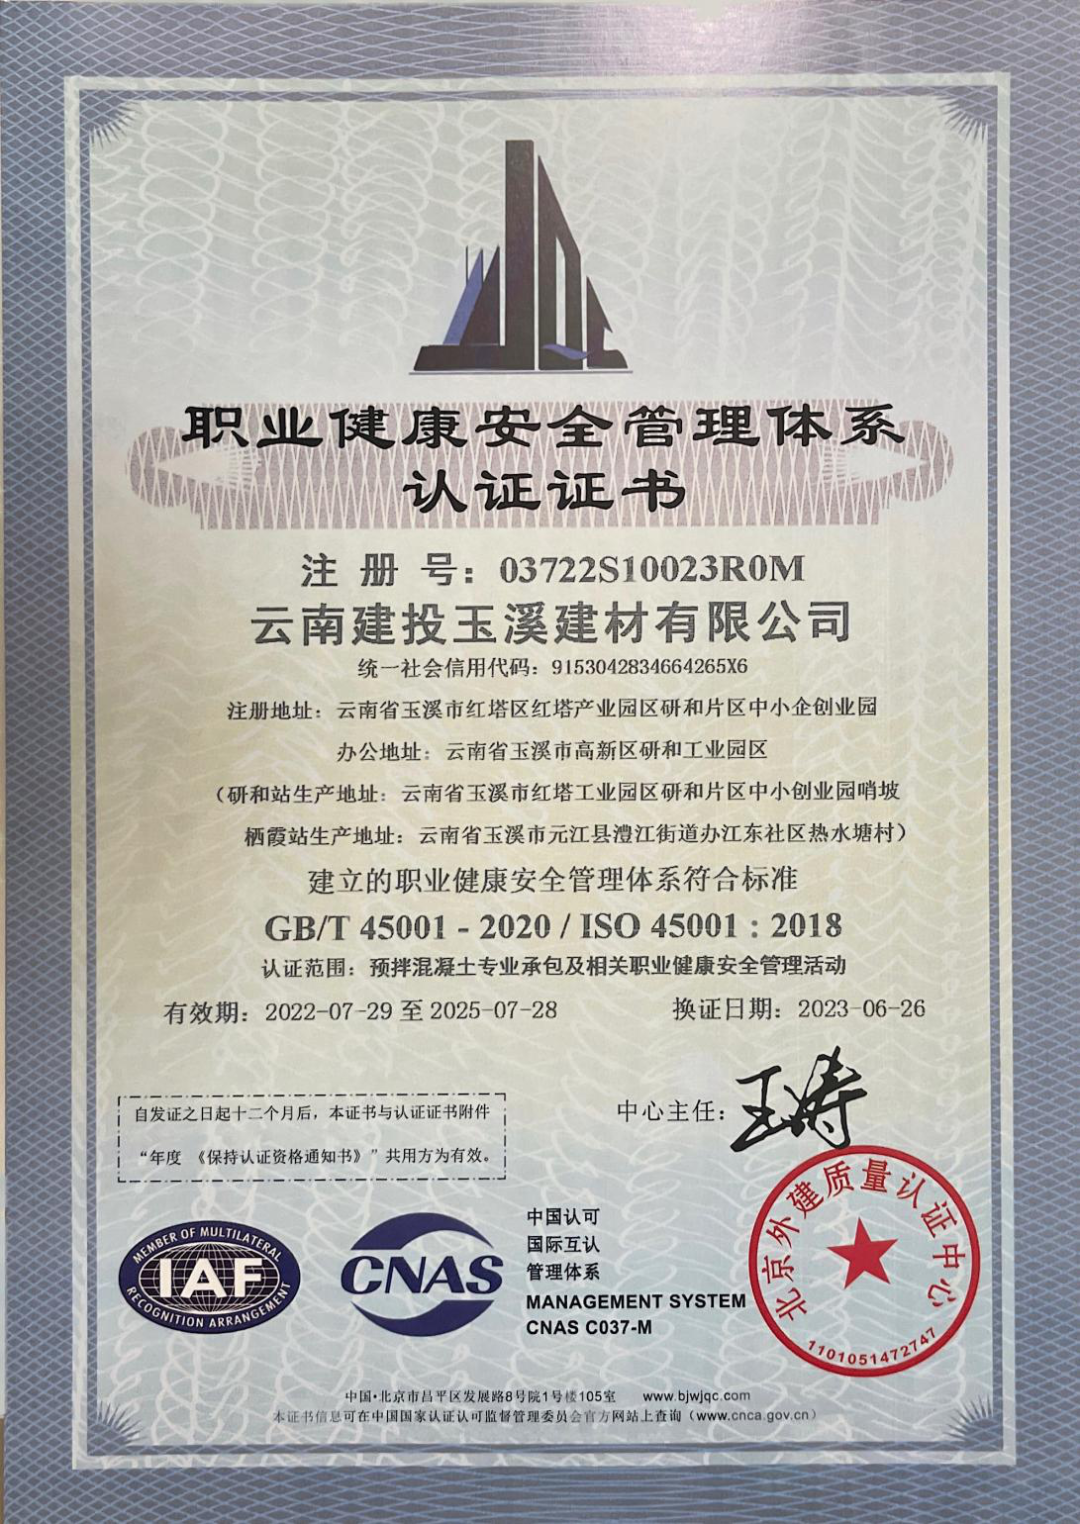 职业健康安全管理体系
认证证书
注 册 号：03722S10023R0M
云南建投玉溪建材有限公司
统一社会信用代码：9153042834664265X6
注册地址：云南省玉溪市红塔区红塔产业园区研和片区中小企创业园
办公地址：云南省玉溪市高新区研和工业园区
（研和站生产地址：云南省玉溪市红塔工业园区研和片区中小创业园哨坡
栖霞站生产地址：云南省玉溪市元江县澧江街道办江东社区热水塘村）
建立的职业健康安全管理体系符合标准
GB/T 45001 - 2020 / ISO 45001 : 2018
认证范围：预拌混凝土专业承包及相关职业健康安全管理活动
有效期：2022-07-29 至 2025-07-28
换证日期：2023-06-26
中心主任：王涛
自发证之日起十二个月后，本证书与认证证书附件
“年度 《保持认证资格通知书》”共用方为有效。
MEMBER OF MULTILATERAL
IAF
RECOGNITION ARRANGEMENT
CNAS
中国认可
国际互认
管理体系
MANAGEMENT SYSTEM
CNAS C037-M
北京外建质量认证中心
1101051472747
中国·北京市昌平区发展路8号院1号楼105室 www.bjwjqc.com
本证书信息可在中国国家认证认可监督管理委员会官方网站上查询（www.cnca.gov.cn）